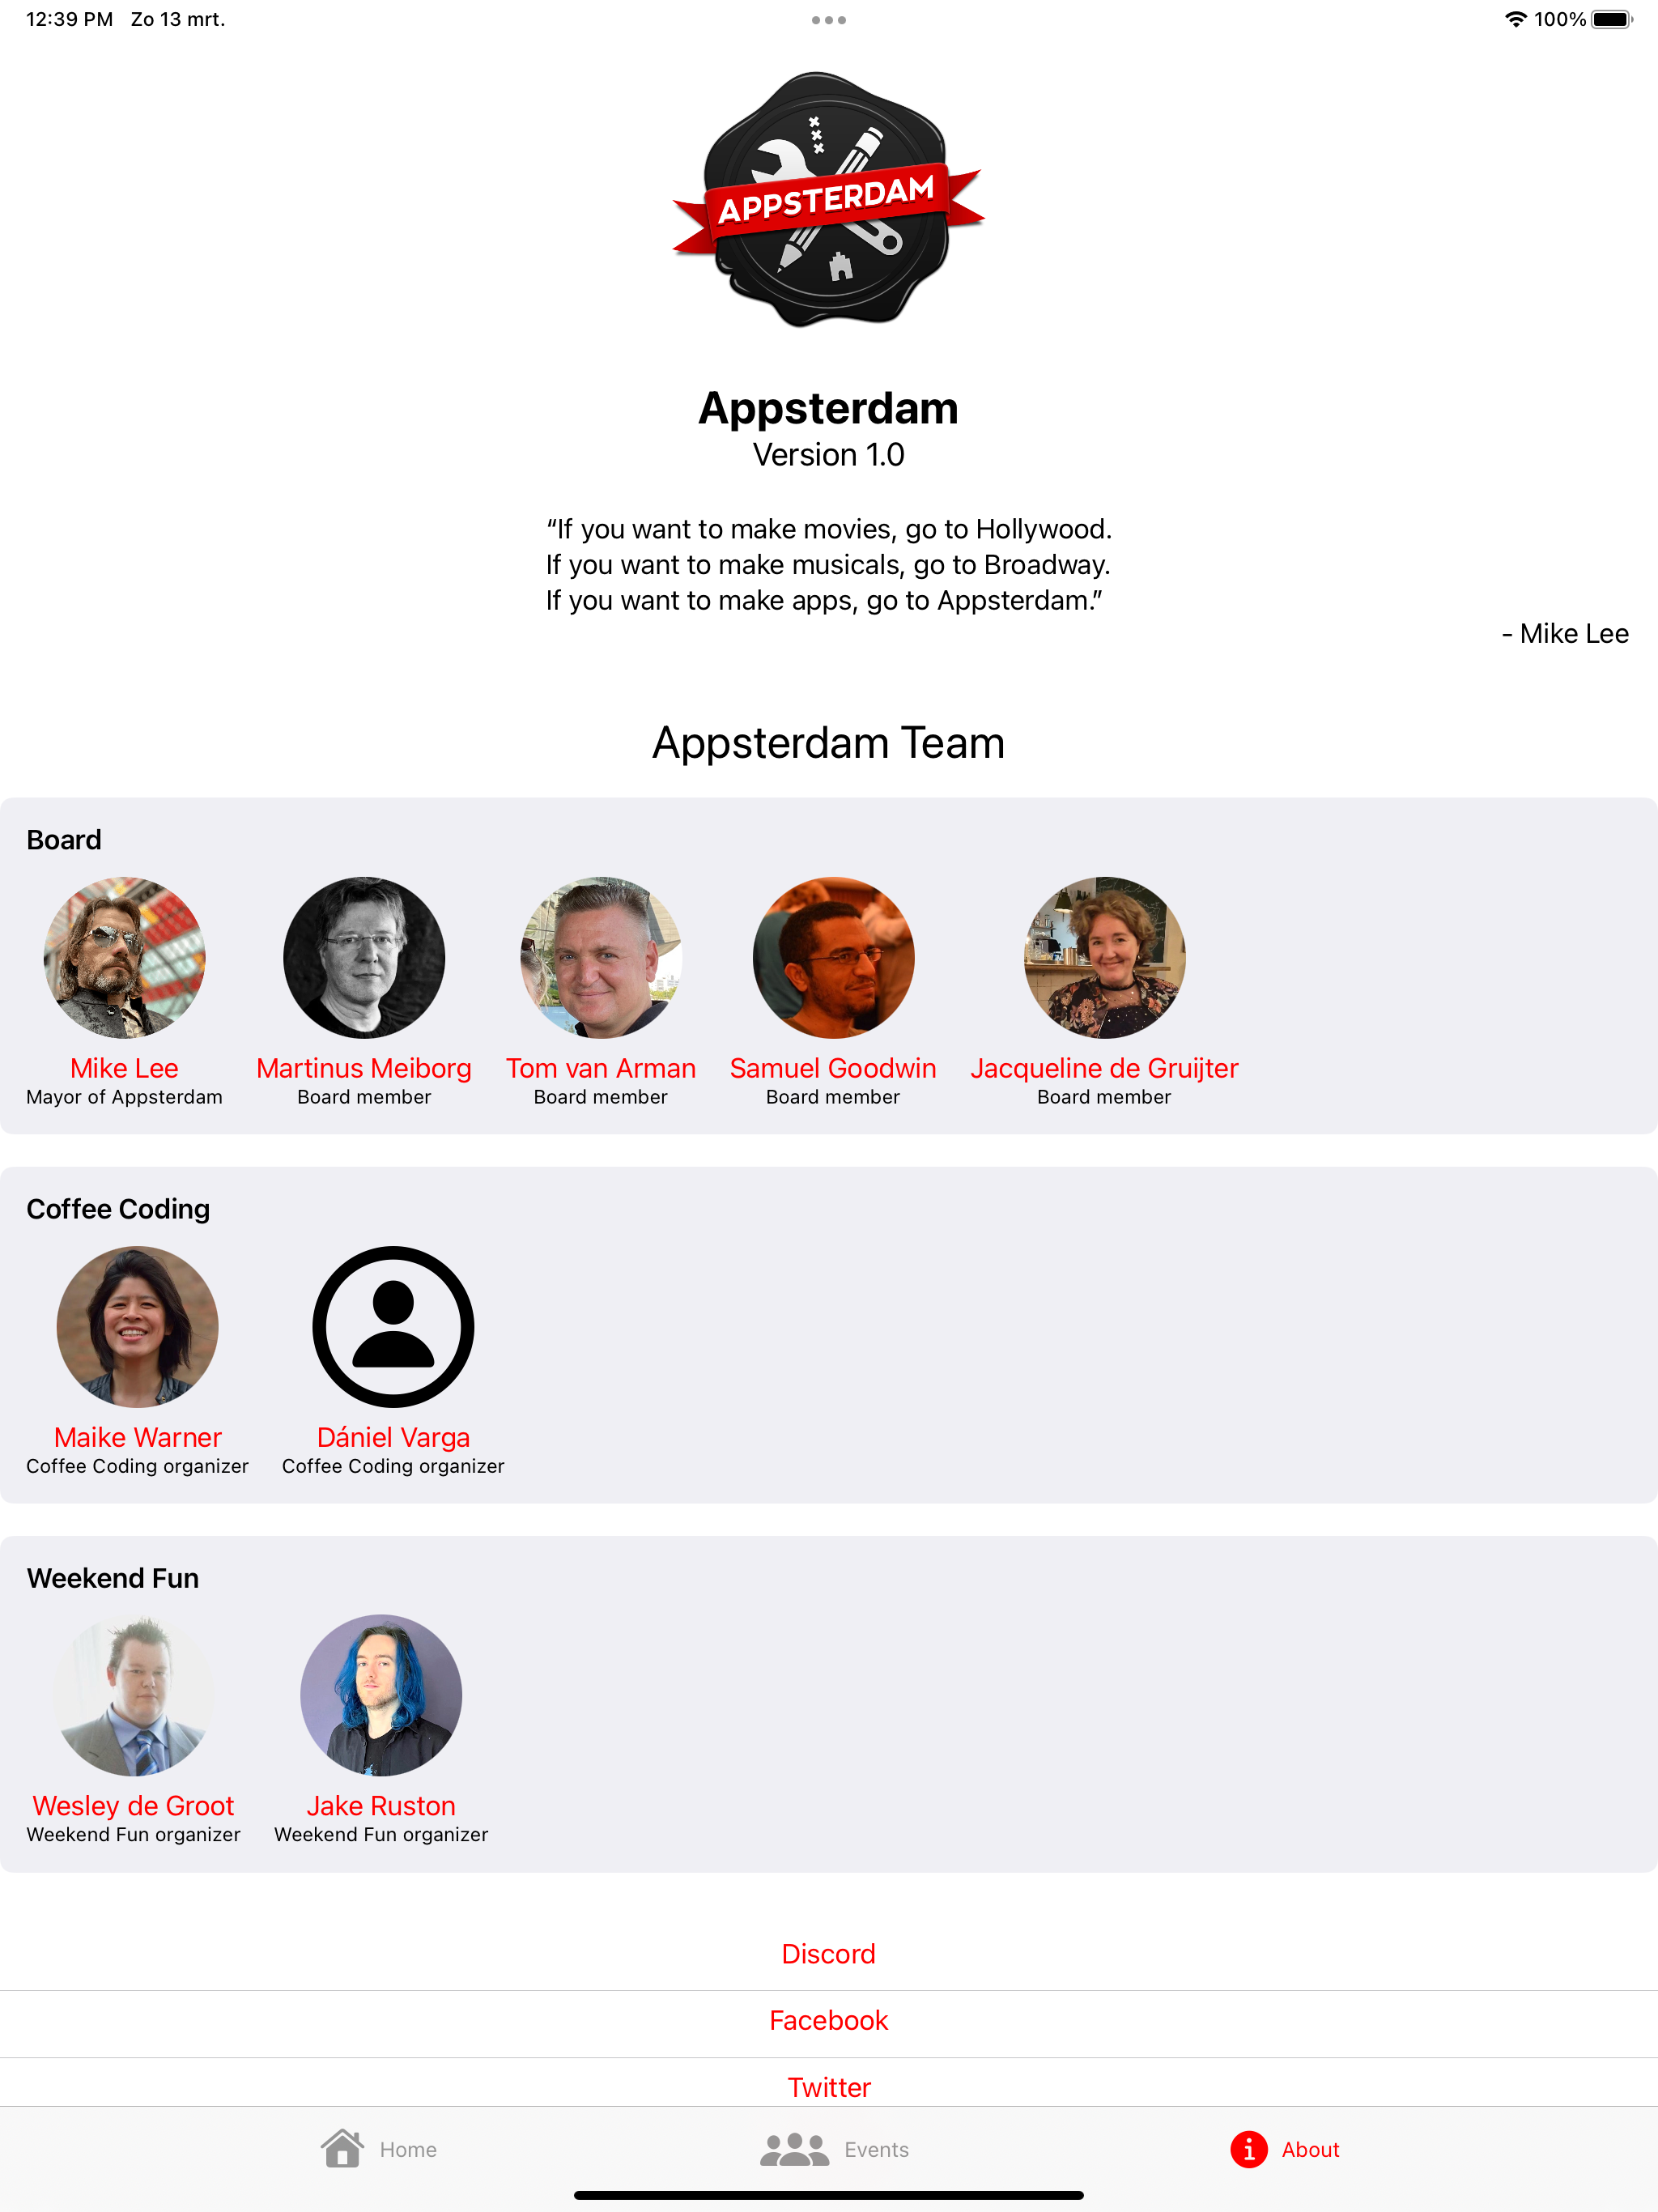 12:39 PM Zo 13 mrt. 100%
APPSTERDAM
Appsterdam
Version 1.0
“If you want to make movies, go to Hollywood.
If you want to make musicals, go to Broadway.
If you want to make apps, go to Appsterdam.”
- Mike Lee
Appsterdam Team
Board
Mike Lee Martinus Meiborg Tom van Arman Samuel Goodwin Jacqueline de Gruijter
Mayor of Appsterdam Board member Board member Board member Board member
Coffee Coding
Maike Warner Dániel Varga
Coffee Coding organizer Coffee Coding organizer
Weekend Fun
Wesley de Groot Jake Ruston
Weekend Fun organizer Weekend Fun organizer
Discord
Facebook
Twitter
Home Events About